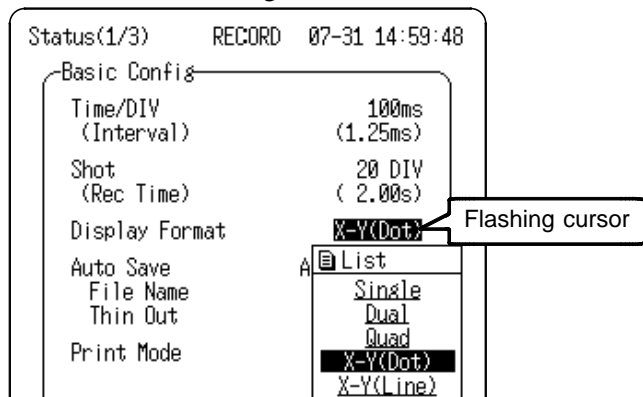 Status(1/3) RECORD 07-31 14:59:48
Basic Config
Time/DIV 100ms
(Interval) (1.25ms)
Shot 20 DIV
(Rec Time) ( 2.00s)
Display Format X-Y(Dot)
Flashing cursor
Auto Save A
List
File Name Single
Thin Out Dual
Quad
Print Mode X-Y(Dot)
X-Y(Line)